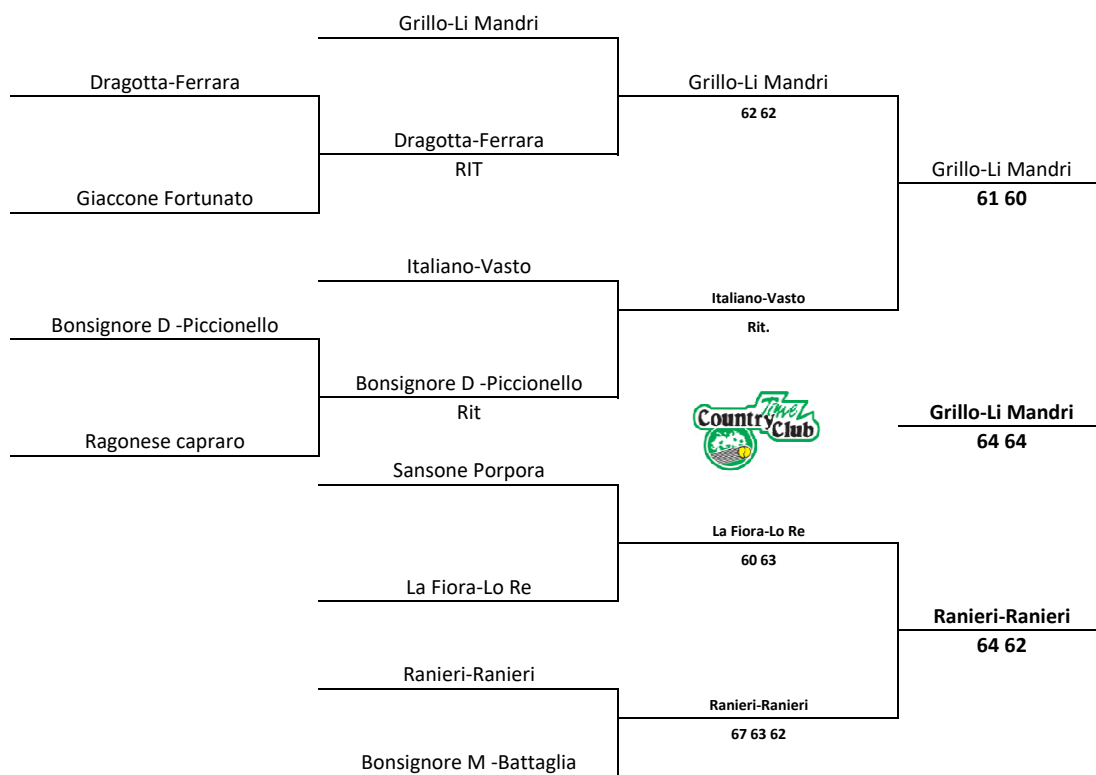 Grillo-Li Mandri
Dragotta-Ferrara
Grillo-Li Mandri
62 62
Dragotta-Ferrara
RIT
Grillo-Li Mandri
61 60
Giaccone Fortunato
Italiano-Vasto
Italiano-Vasto
Rit.
Bonsignore D -Piccionello
Bonsignore D -Piccionello
Rit
Country Time Club
Grillo-Li Mandri
64 64
Ragonese capraro
Sansone Porpora
La Fiora-Lo Re
60 63
La Fiora-Lo Re
Ranieri-Ranieri
64 62
Ranieri-Ranieri
Ranieri-Ranieri
67 63 62
Bonsignore M -Battaglia